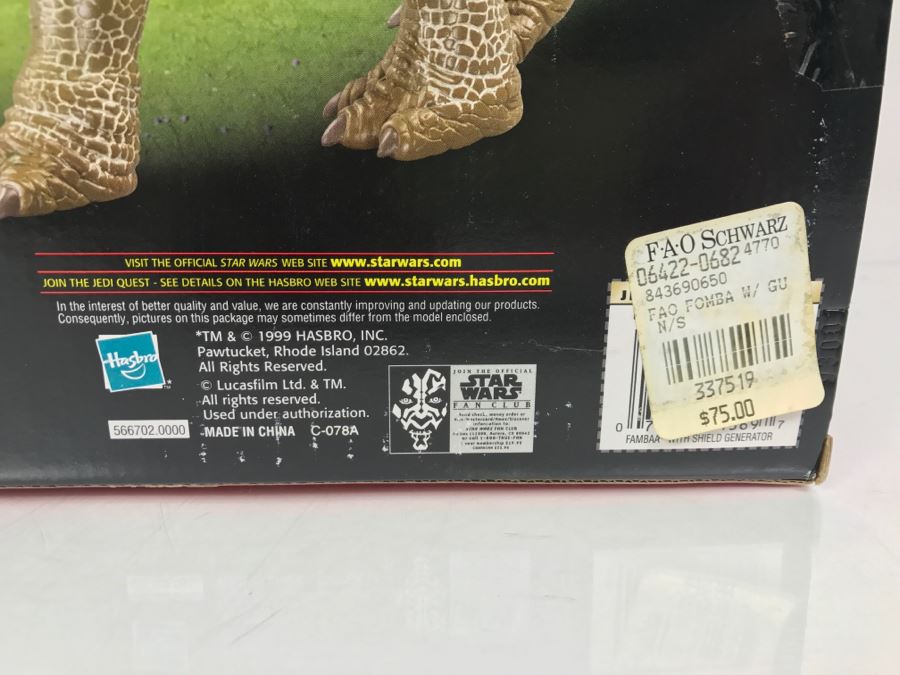 VISIT THE OFFICIAL STAR WARS WEB SITE www.starwars.com
JOIN THE JEDI QUEST - SEE DETAILS ON THE HASBRO WEB SITE www.starwars.hasbro.com
In the interest of better quality and value, we are constantly improving and updating our products.
Consequently, pictures on this package may sometimes differ from the model enclosed.
Hasbro
*TM & © 1999 HASBRO, INC.
Pawtucket, Rhode Island 02862.
All Rights Reserved.
© Lucasfilm Ltd. & TM.
All rights reserved.
Used under authorization.
566702.0000
MADE IN CHINA C-078A
JOIN THE OFFICIAL
STAR
WARS
FAN CLUB
F·A·O SCHWARZ
06422-0682 4770
843690650
FAO FOMBA W/ GU
N/S
337519
$75.00
FAMBAA WITH SHIELD GENERATOR